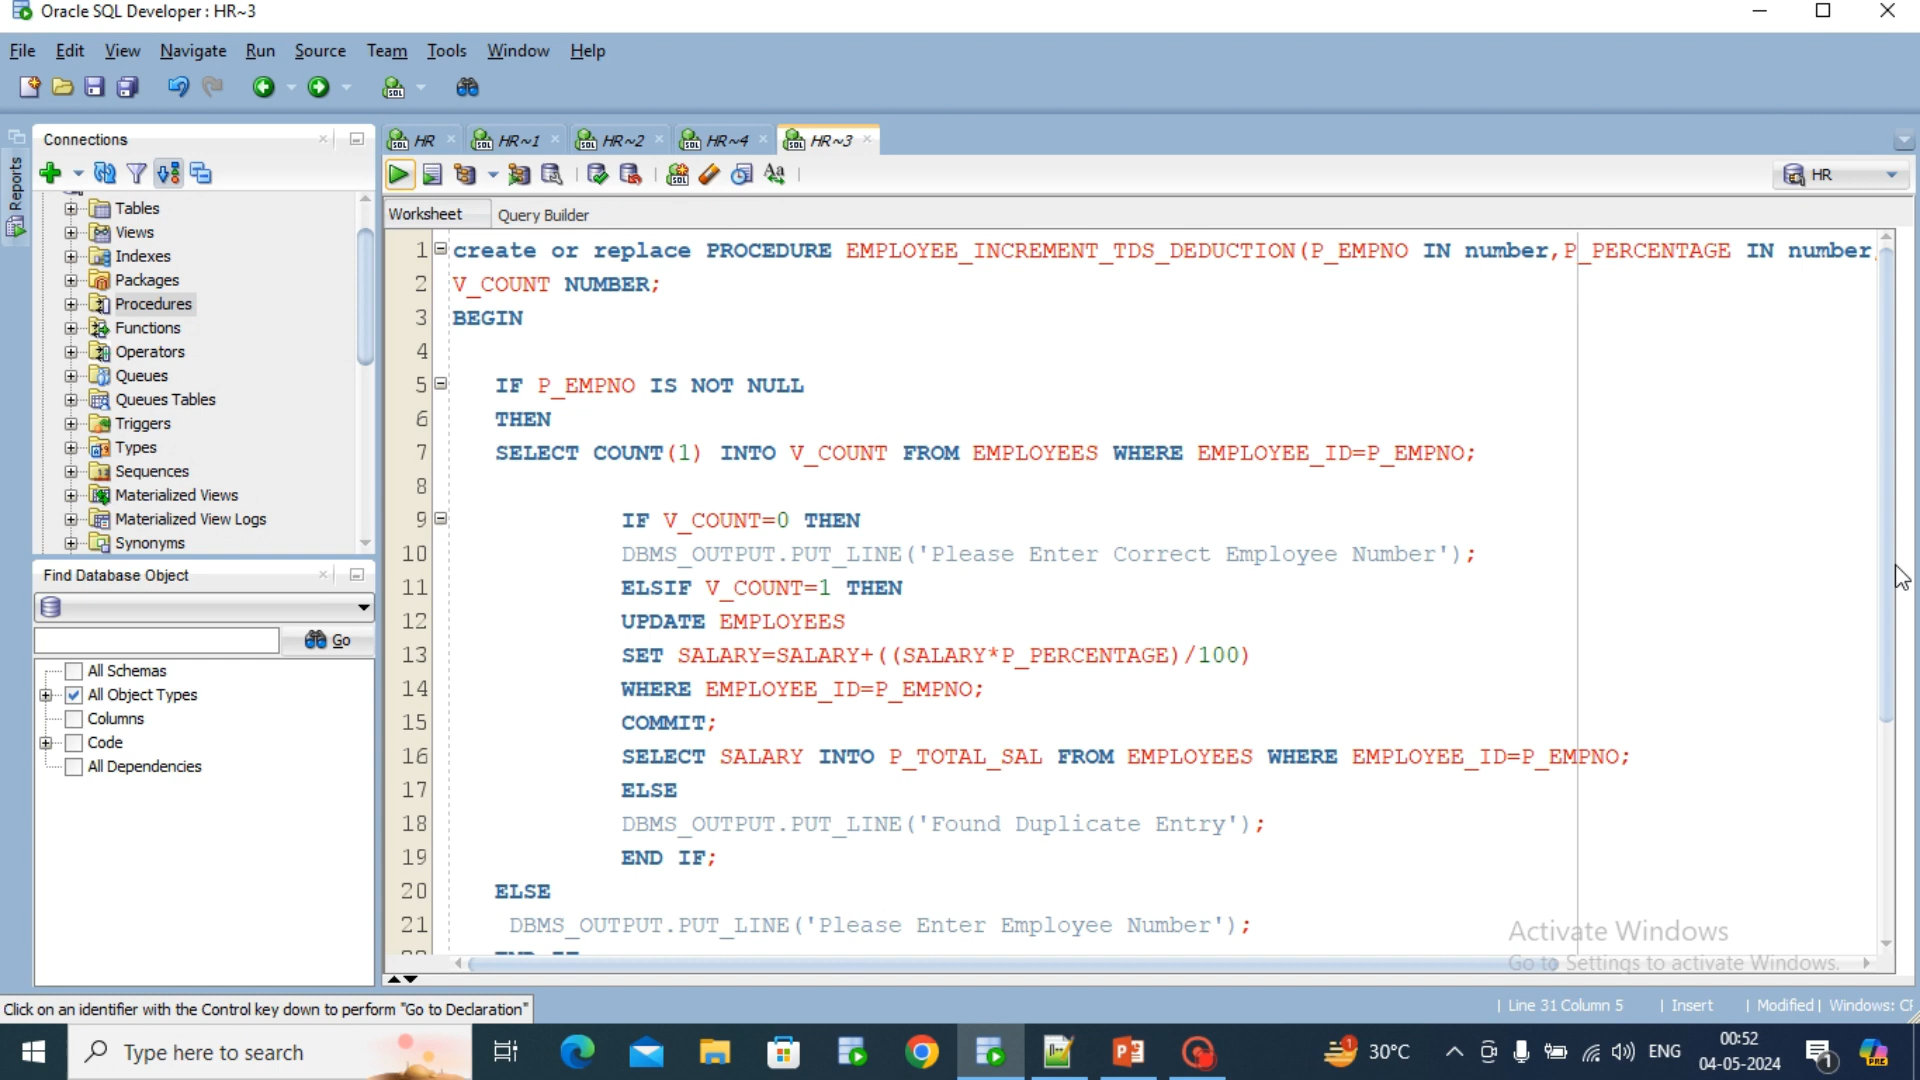 Oracle SQL Developer : HR~3
File Edit View Navigate Run Source Team Tools Window Help
Reports
Connections
Tables
Views
Indexes
Packages
Procedures
Functions
Operators
Queues
Queues Tables
Triggers
Types
Sequences
Materialized Views
Materialized View Logs
Synonyms
Find Database Object
Go
All Schemas
All Object Types
Columns
Code
All Dependencies
HR HR~1 HR~2 HR~4 HR~3
HR
Worksheet Query Builder
1 create or replace PROCEDURE EMPLOYEE_INCREMENT_TDS_DEDUCTION(P_EMPNO IN number,P_PERCENTAGE IN number,
2 V_COUNT NUMBER;
3 BEGIN
4
5 IF P_EMPNO IS NOT NULL
6 THEN
7 SELECT COUNT(1) INTO V_COUNT FROM EMPLOYEES WHERE EMPLOYEE_ID=P_EMPNO;
8
9 IF V_COUNT=0 THEN
10 DBMS_OUTPUT.PUT_LINE('Please Enter Correct Employee Number');
11 ELSIF V_COUNT=1 THEN
12 UPDATE EMPLOYEES
13 SET SALARY=SALARY+((SALARY*P_PERCENTAGE)/100)
14 WHERE EMPLOYEE_ID=P_EMPNO;
15 COMMIT;
16 SELECT SALARY INTO P_TOTAL_SAL FROM EMPLOYEES WHERE EMPLOYEE_ID=P_EMPNO;
17 ELSE
18 DBMS_OUTPUT.PUT_LINE('Found Duplicate Entry');
19 END IF;
20 ELSE
21 DBMS_OUTPUT.PUT_LINE('Please Enter Employee Number');
Activate Windows
Go to Settings to activate Windows.
Click on an identifier with the Control key down to perform "Go to Declaration"
| Line 31 Column 5 | Insert | Modified | Windows: CF
Type here to search
30°C
ENG
00:52
04-05-2024